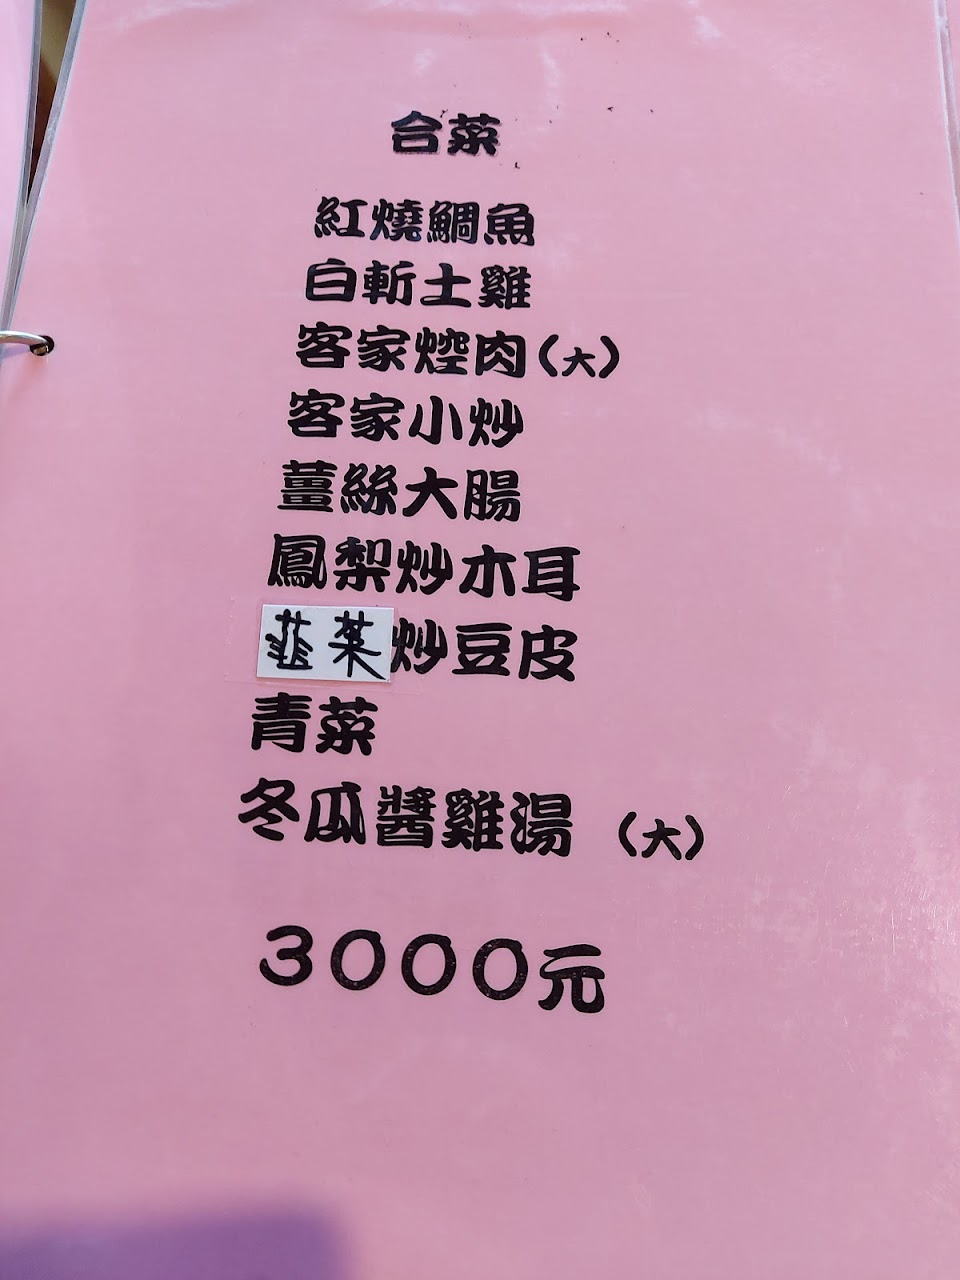 合菜
紅燒鯛魚
白斬土雞
客家焢肉(大)
客家小炒
薑絲大腸
鳳梨炒木耳
韮菜炒豆皮
青菜
冬瓜醬雞湯 (大)
3000元